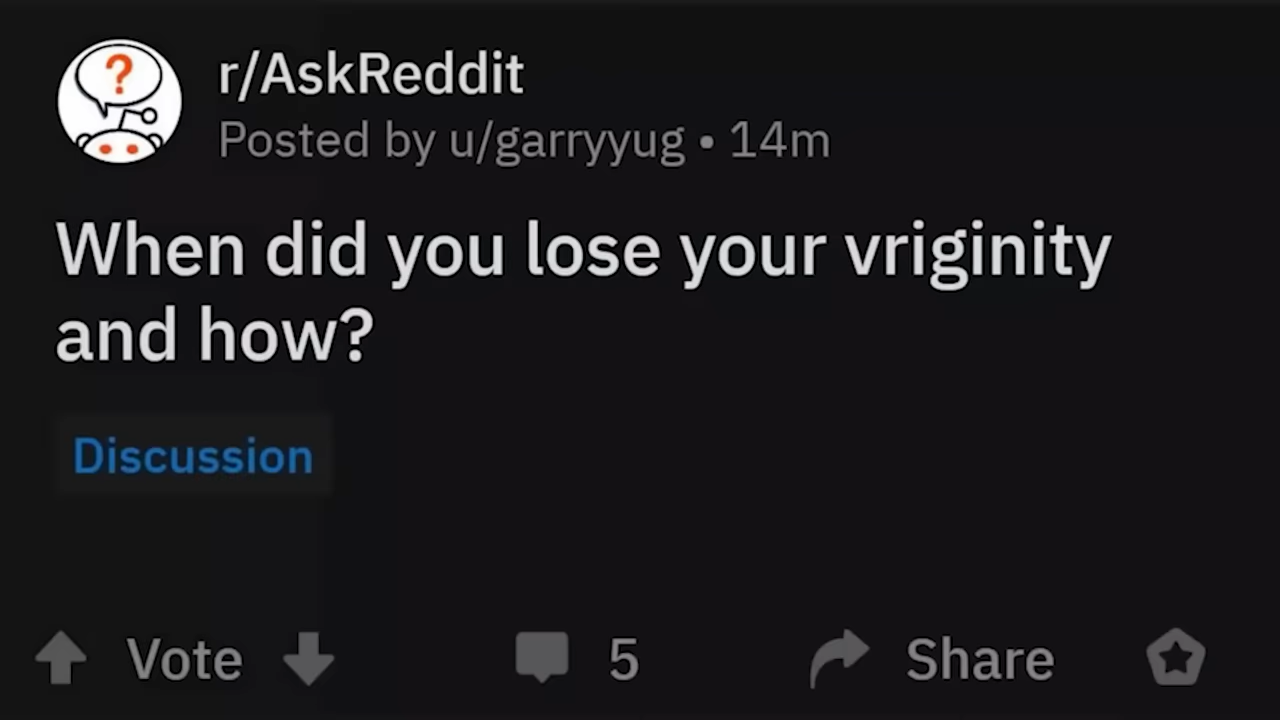 ?
r/AskReddit
Posted by u/garryyug • 14m
When did you lose your vriginity
and how?
Discussion
Vote
5
Share